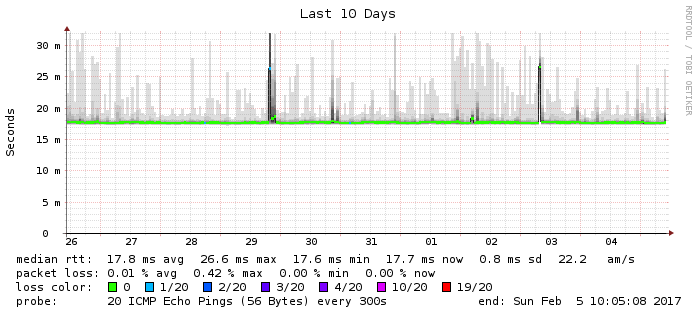 Last 10 Days
RRDTOOL / TOBI OETIKER
Seconds
30 m
25 m
20 m
15 m
10 m
5 m
0
26 27 28 29 30 31 01 02 03 04
median rtt: 17.8 ms avg 26.6 ms max 17.6 ms min 17.7 ms now 0.8 ms sd 22.2 am/s
packet loss: 0.01 % avg 0.42 % max 0.00 % min 0.00 % now
loss color: 0 1/20 2/20 3/20 4/20 10/20 19/20
probe: 20 ICMP Echo Pings (56 Bytes) every 300s end: Sun Feb 5 10:05:08 2017